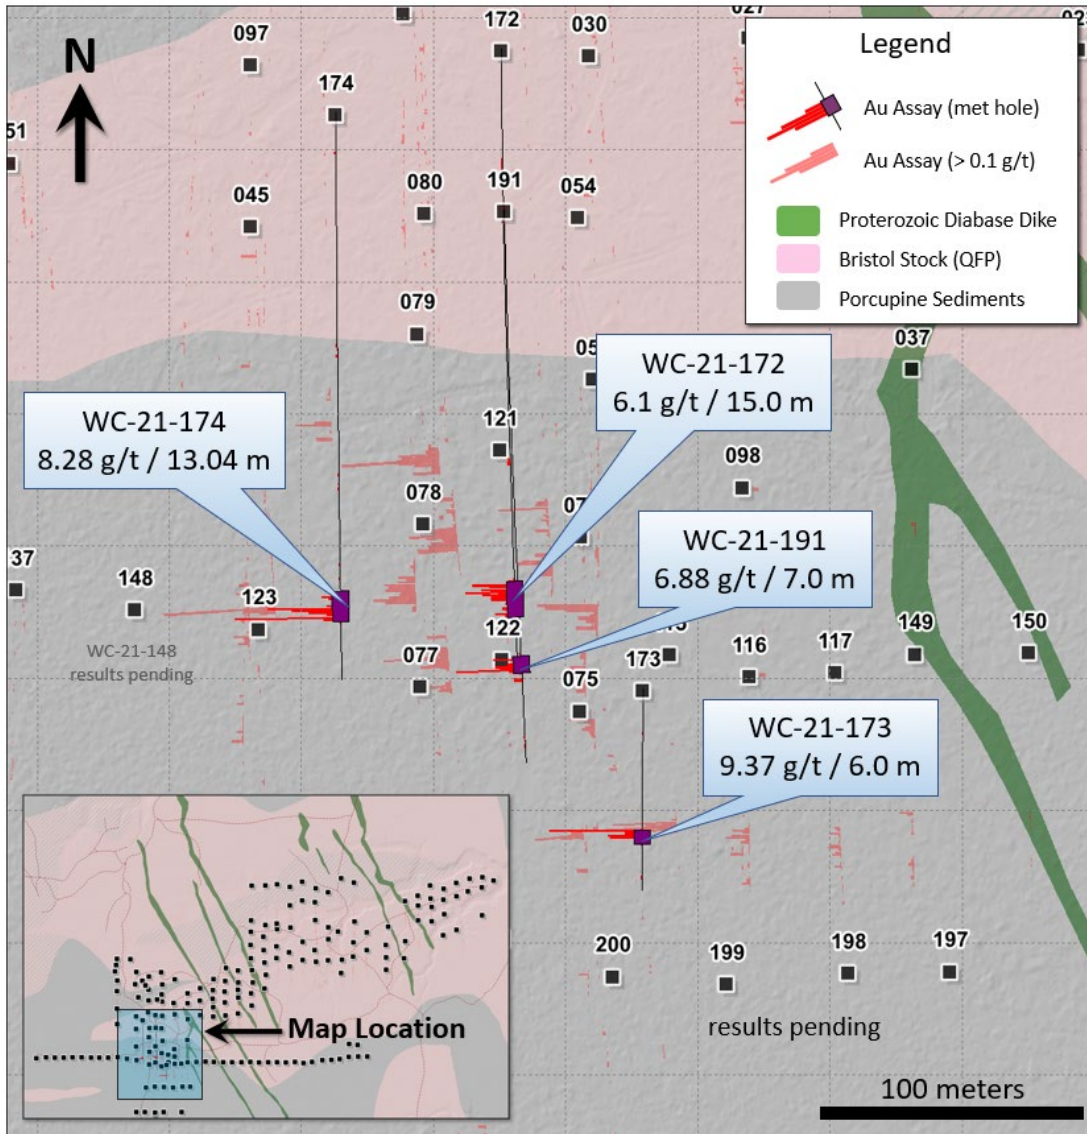 N
097
172
030
027
174
51
045
080
191
054
079
Legend
Au Assay (met hole)
Au Assay (> 0.1 g/t)
Proterozoic Diabase Dike
Bristol Stock (QFP)
Porcupine Sediments
037
WC-21-172
6.1 g/t / 15.0 m
WC-21-174
8.28 g/t / 13.04 m
121
098
078
WC-21-191
6.88 g/t / 7.0 m
37
148
123
122
149
150
WC-21-148
results pending
077
075
173
116
117
WC-21-173
9.37 g/t / 6.0 m
200
199
198
197
results pending
Map Location
100 meters